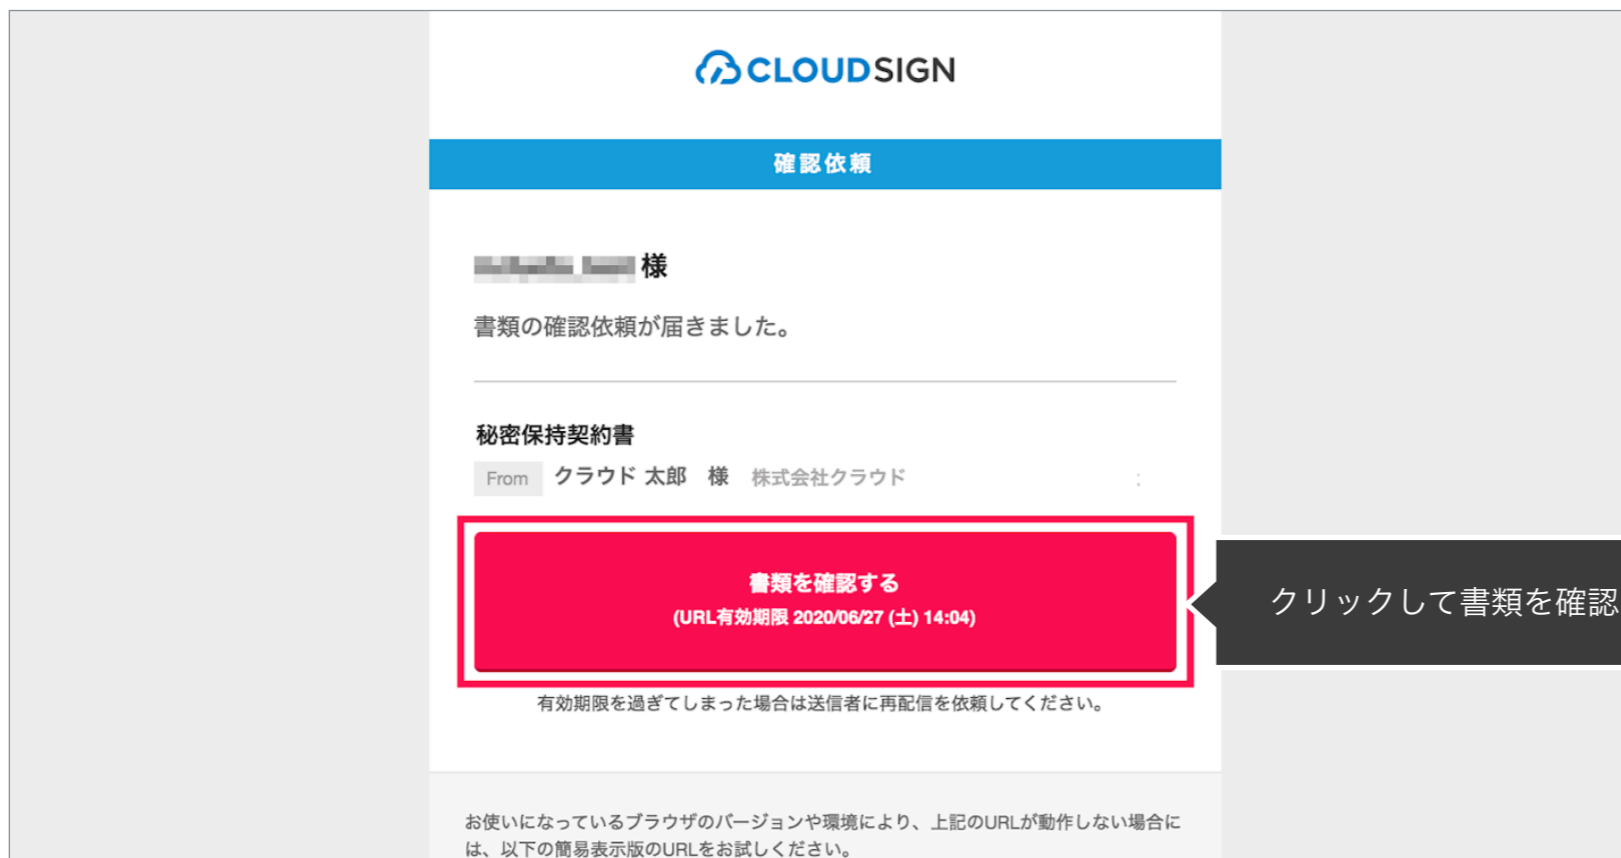 CLOUDSIGN
確認依頼
様
書類の確認依頼が届きました。
秘密保持契約書
From クラウド 太郎 様 株式会社クラウド :
書類を確認する
(URL有効期限 2020/06/27 (土) 14:04)
クリックして書類を確認
有効期限を過ぎてしまった場合は送信者に再配信を依頼してください。
お使いになっているブラウザのバージョンや環境により、上記のURLが動作しない場合に
は、以下の簡易表示版のURLをお試しください。